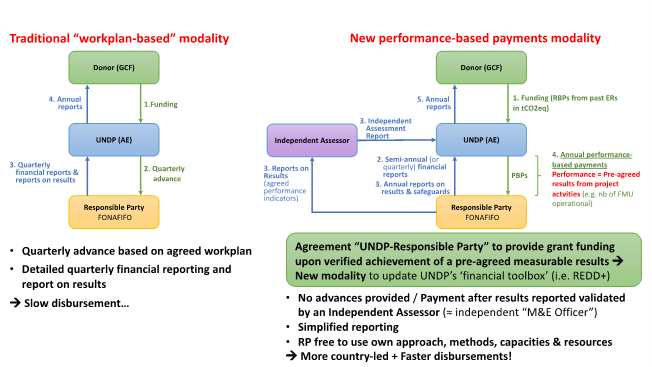 Traditional “workplan-based” modality
Donor (GCF)
4. Annual
reports
1.Funding
UNDP (AE)
3. Quarterly
financial reports &
reports on results
2. Quarterly
advance
Responsible Party
FONAFIFO
• Quarterly advance based on agreed workplan
• Detailed quarterly financial reporting and
report on results
→ Slow disbursement…
New performance-based payments modality
Donor (GCF)
5. Annual
reports
1. Funding (RBPs from past ERs
in tCO2eq)
3. Independent
Assessment
Report
Independent Assessor
UNDP (AE)
3. Reports on
Results
(agreed
performance
indicators)
2. Semi-annual (or
quarterly) financial
reports
3. Annual reports on
results & safeguards
PBPs
4. Annual performance-
based payments
Performance = Pre-agreed
results from project
actvities (e.g. nb of FMU
operational)
Responsible Party
FONAFIFO
Agreement “UNDP-Responsible Party” to provide grant funding
upon verified achievement of a pre-agreed measurable results →
New modality to update UNDP’s ‘financial toolbox’ (i.e. REDD+)
• No advances provided / Payment after results reported validated
by an Independent Assessor (≈ independent “M&E Officer”)
• Simplified reporting
• RP free to use own approach, methods, capacities & resources
→ More country-led + Faster disbursements!